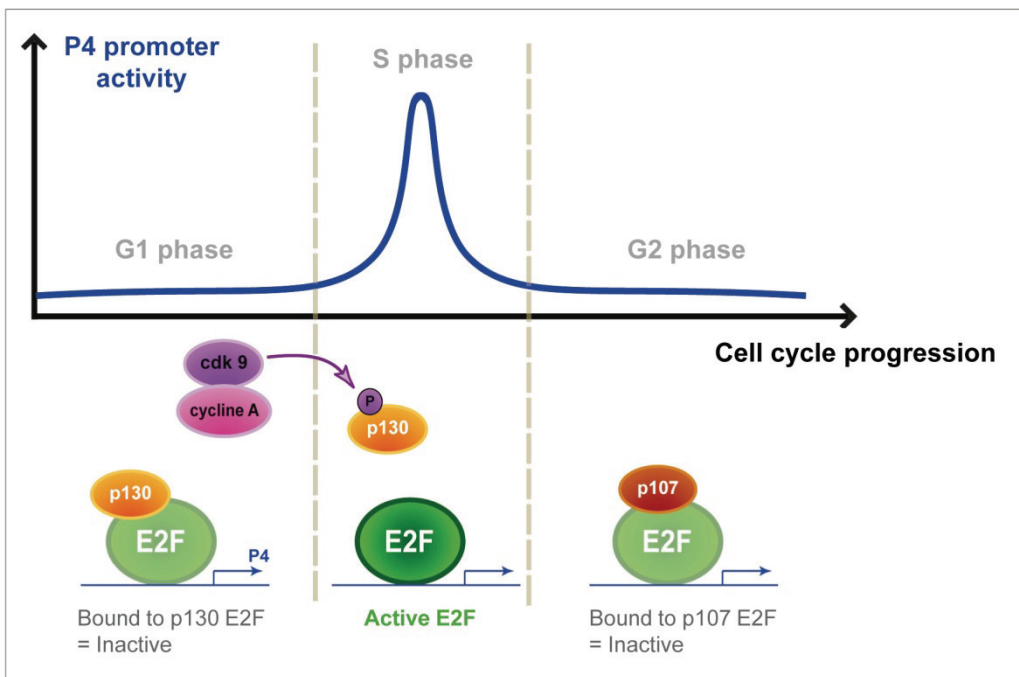 P4 promoter
activity
S phase
G1 phase
G2 phase
Cell cycle progression
cdk 9
cycline A
P
p130
p130
E2F
P4
E2F
p107
E2F
Bound to p130 E2F
= Inactive
Active E2F
Bound to p107 E2F
= Inactive